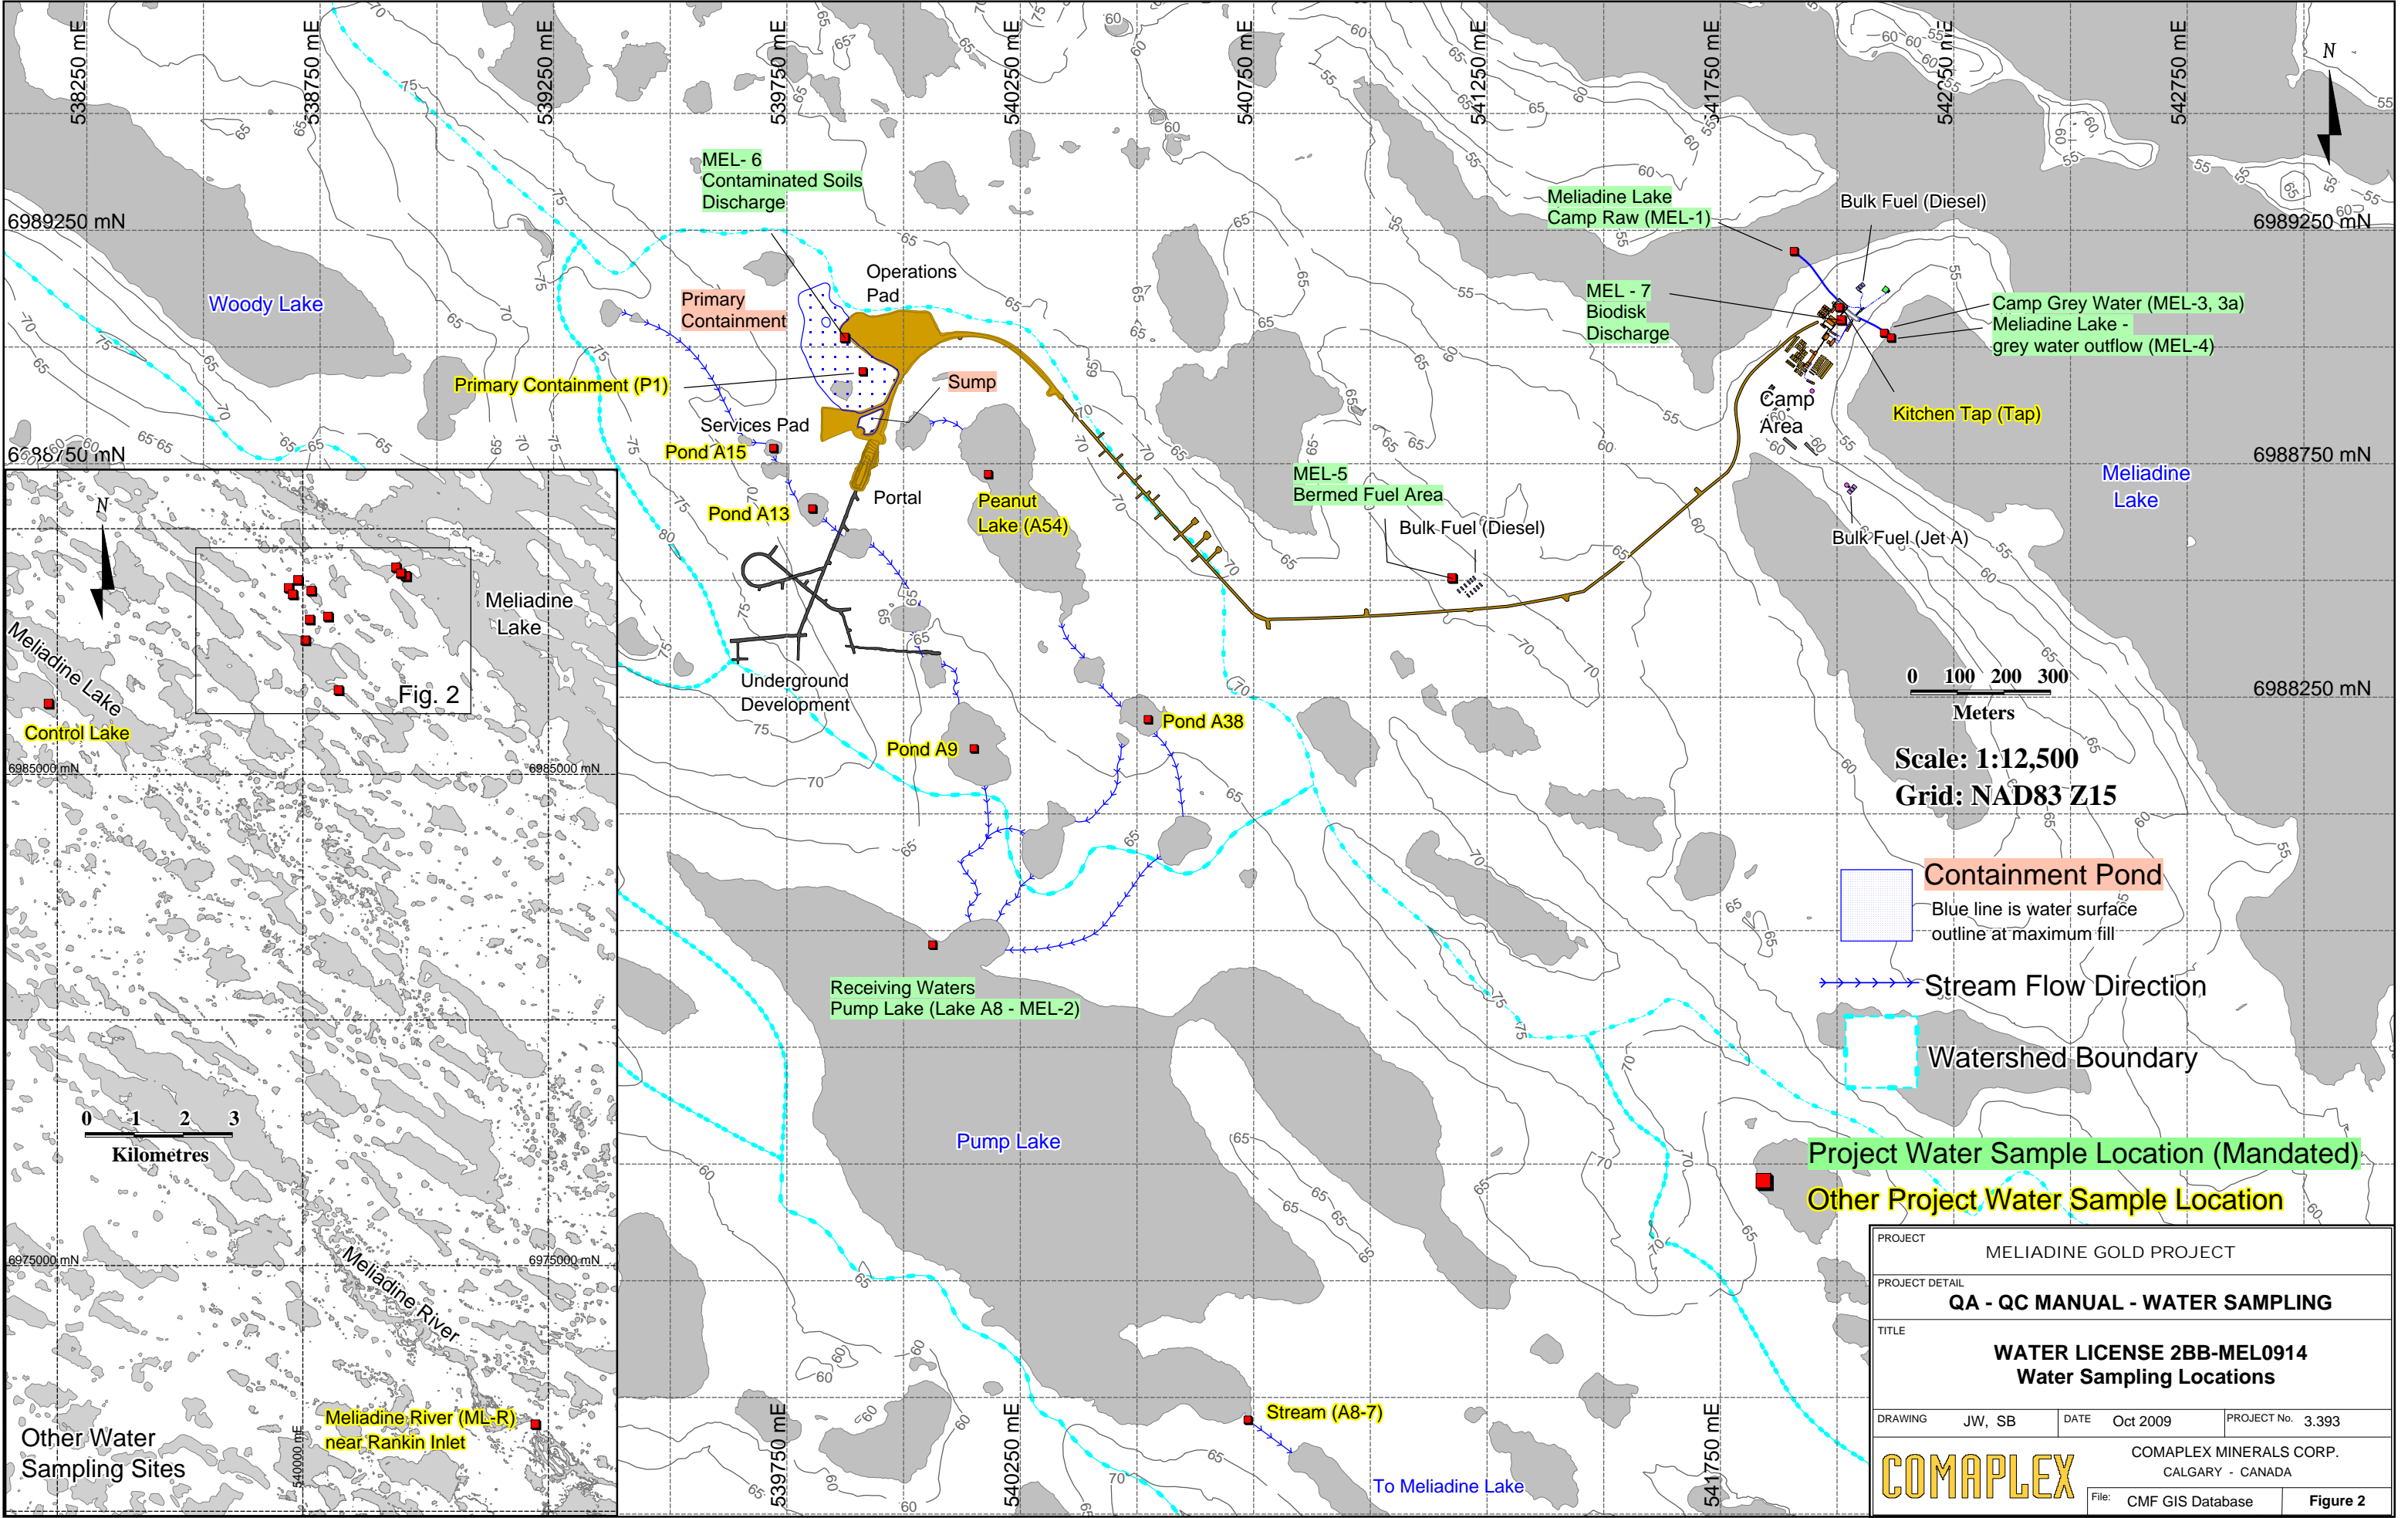 538250 mE
538750 mE
539250 mE
539750 mE
540250 mE
540750 mE
541250 mE
541750 mE
542250 mE
542750 mE
N
6989250 mN
6989250 mN
6988750 mN
6988750 mN
6988250 mN
MEL- 6
Contaminated Soils
Discharge
Woody Lake
Primary
Containment
Operations
Pad
Primary Containment (P1)
Sump
Services Pad
Pond A15
Pond A13
Portal
Peanut
Lake (A54)
Underground
Development
Pond A9
Pond A38
Receiving Waters
Pump Lake (Lake A8 - MEL-2)
Pump Lake
Stream (A8-7)
To Meliadine Lake
539750 mE
540250 mE
541750 mE
Meliadine Lake
Camp Raw (MEL-1)
Bulk Fuel (Diesel)
MEL - 7
Biodisk
Discharge
Camp Grey Water (MEL-3, 3a)
Meliadine Lake -
grey water outflow (MEL-4)
Kitchen Tap (Tap)
Camp
Area
Meliadine
Lake
MEL-5
Bermed Fuel Area
Bulk Fuel (Diesel)
Bulk Fuel (Jet A)
0 100 200 300
Meters
Scale: 1:12,500
Grid: NAD83 Z15
Containment Pond
Blue line is water surface
outline at maximum fill
Stream Flow Direction
Watershed Boundary
Project Water Sample Location (Mandated)
Other Project Water Sample Location
N
Meliadine
Lake
Meliadine Lake
Fig. 2
Control Lake
6985000 mN
6985000 mN
0 1 2 3
Kilometres
6975000 mN
6975000 mN
Meliadine River
Meliadine River (ML-R)
near Rankin Inlet
540000 mE
Other Water
Sampling Sites
PROJECT
MELIADINE GOLD PROJECT
PROJECT DETAIL
QA - QC MANUAL - WATER SAMPLING
TITLE
WATER LICENSE 2BB-MEL0914
Water Sampling Locations
DRAWING JW, SB DATE Oct 2009 PROJECT No. 3.393
COMAPLEX
COMAPLEX MINERALS CORP.
CALGARY - CANADA
File: CMF GIS Database Figure 2